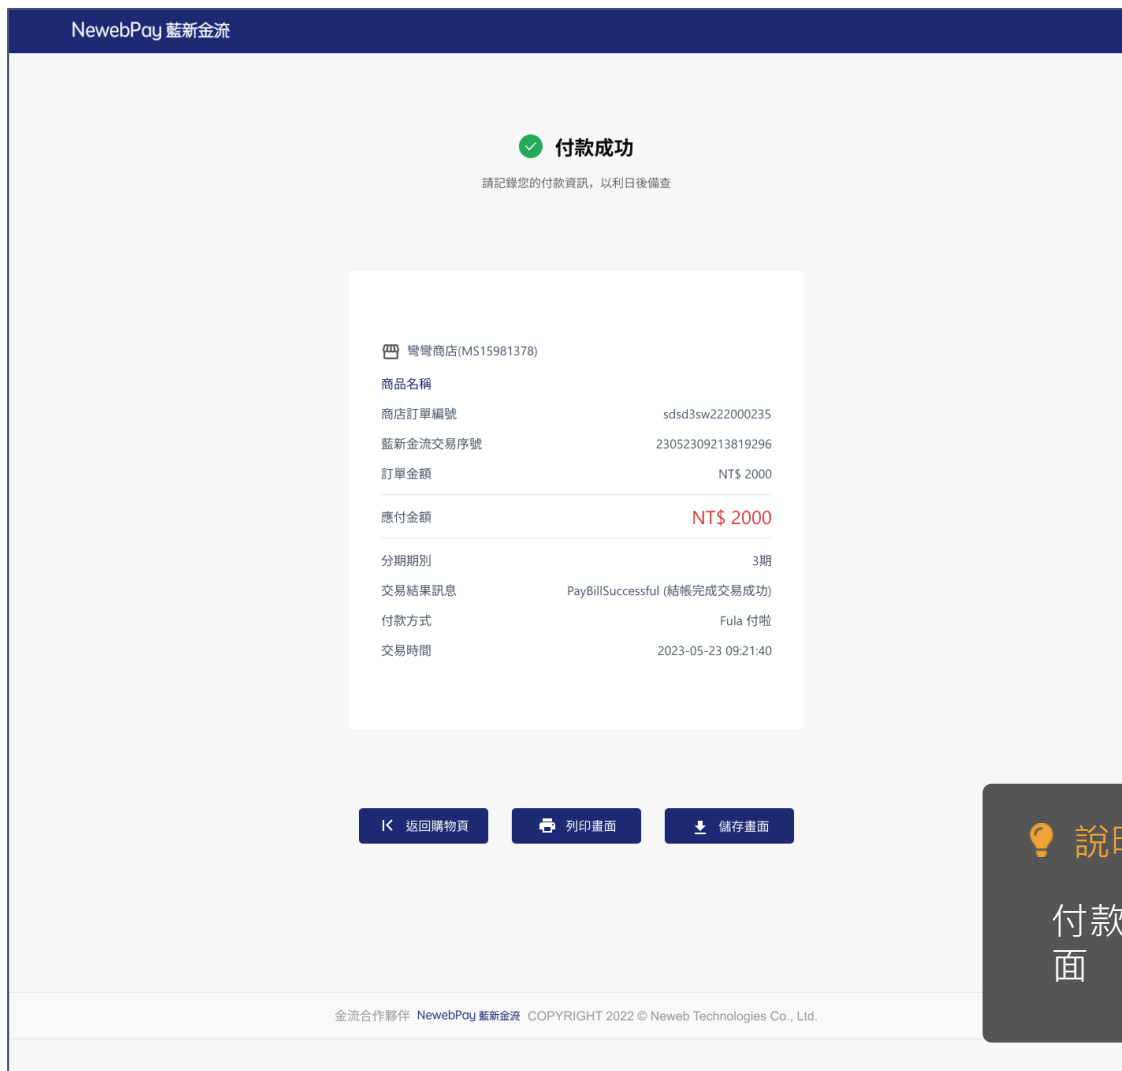 NewebPay 藍新金流
付款成功
請記錄您的付款資訊，以利日後備查
彎彎商店(MS15981378)
商品名稱
商店訂單編號 sdsd3sw222000235
藍新金流交易序號 23052309213819296
訂單金額 NT$ 2000
應付金額 NT$ 2000
分期期別 3期
交易結果訊息 PayBillSuccessful (結帳完成交易成功)
付款方式 Fula 付啦
交易時間 2023-05-23 09:21:40
返回購物頁 列印畫面 儲存畫面
說
付款
面
金流合作夥伴 NewebPay 藍新金流 COPYRIGHT 2022 © Neweb Technologies Co., Ltd.